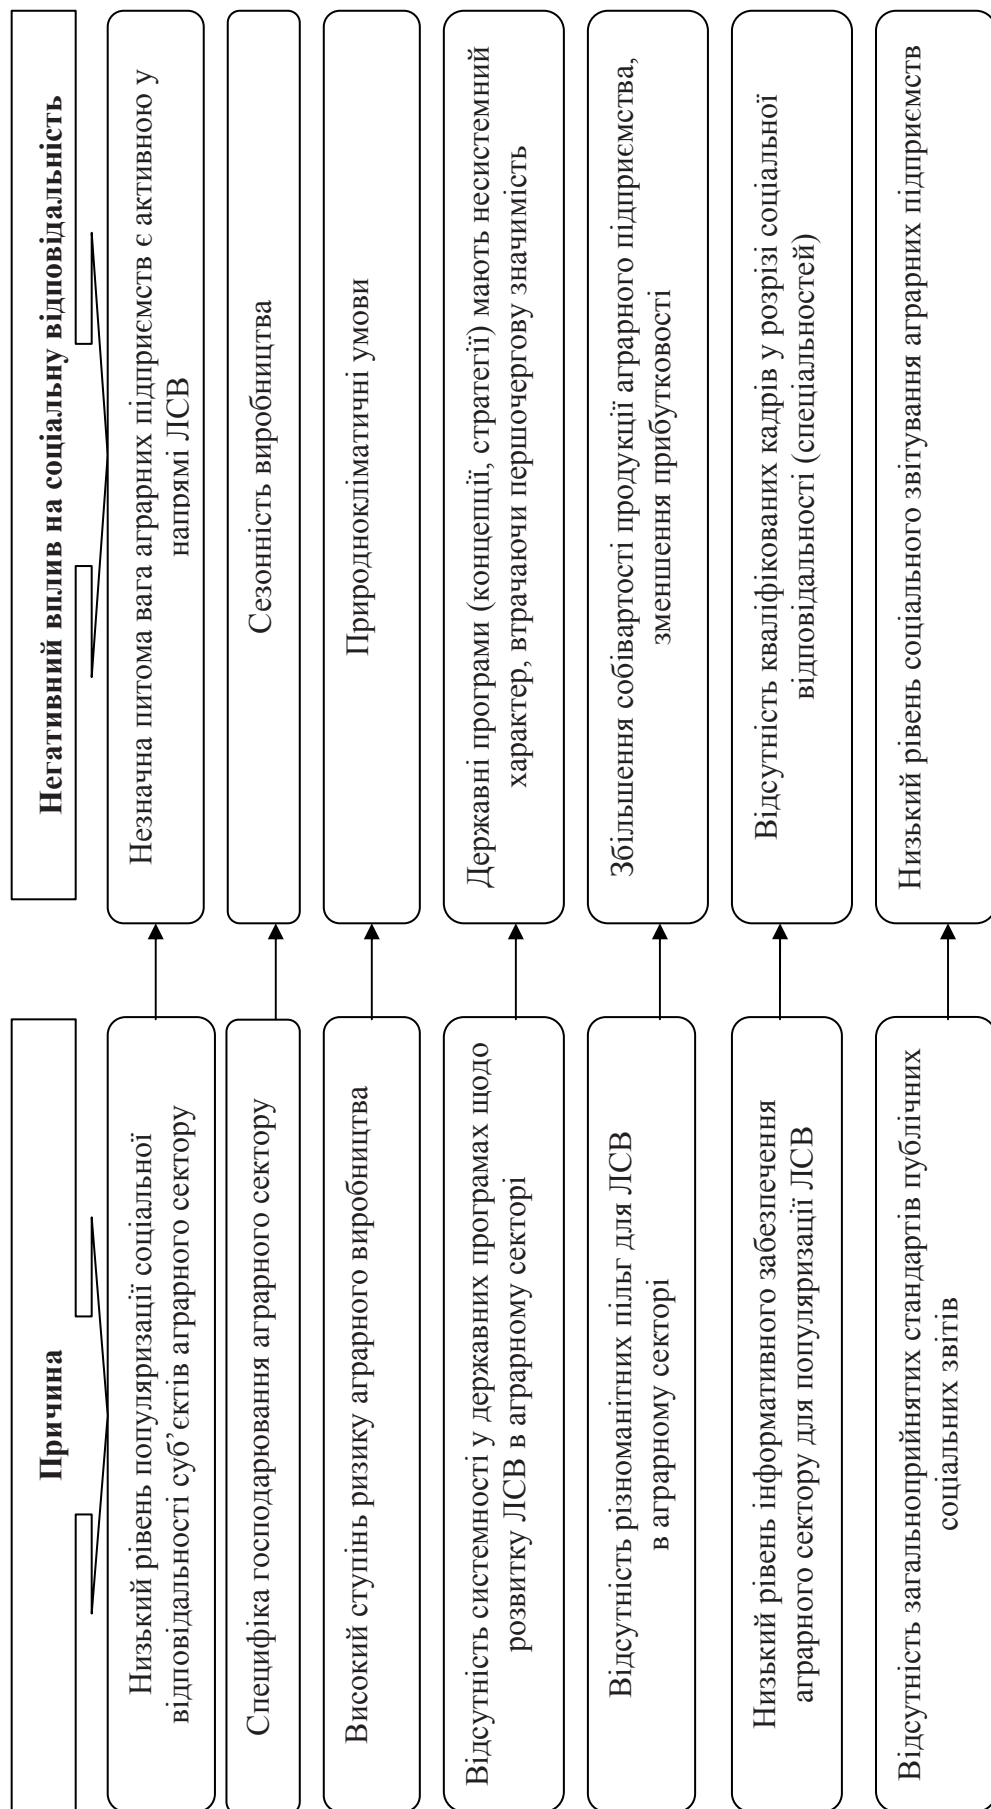 Причина
Негативний вплив на соціальну відповідальність
Низький рівень популяризації соціальної
відповідальності суб’єктів аграрного сектору
Незначна питома вага аграрних підприємств є активною у
напрямі ЛСВ
Специфіка господарювання аграрного сектору
Сезонність виробництва
Високий ступінь ризику аграрного виробництва
Природнокліматичні умови
Відсутність системності у державних програмах щодо
розвитку ЛСВ в аграрному секторі
Державні програми (концепції, стратегії) мають несистемний
характер, втрачаючи першочергову значимість
Відсутність різноманітних пільг для ЛСВ
в аграрному секторі
Збільшення собівартості продукції аграрного підприємства,
зменшення прибутковості
Низький рівень інформативного забезпечення
аграрного сектору для популяризації ЛСВ
Відсутність кваліфікованих кадрів у розрізі соціальної
відповідальності (спеціальностей)
Відсутність загальноприйнятих стандартів публічних
соціальних звітів
Низький рівень соціального звітування аграрних підприємств